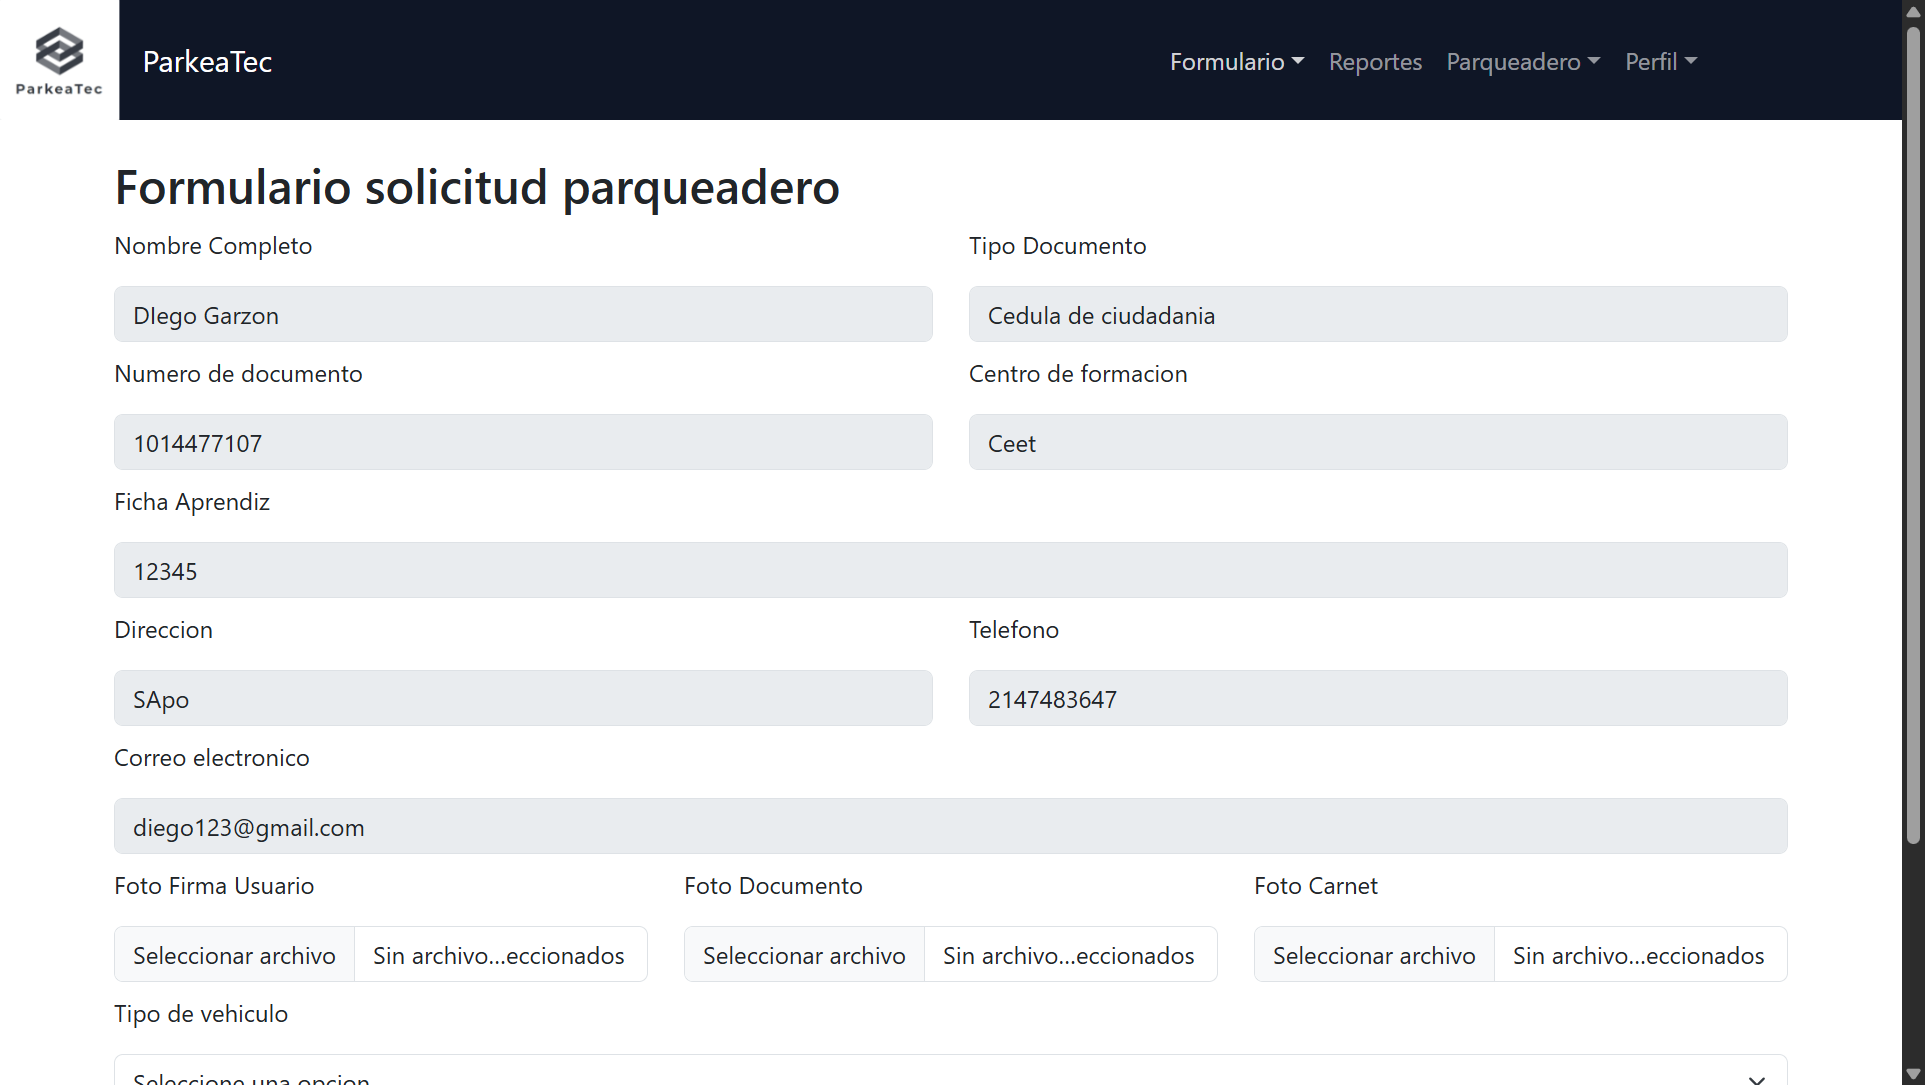 ParkeaTec
ParkeaTec
Formulario Reportes Parqueadero Perfil
Formulario solicitud parqueadero
Nombre Completo Tipo Documento
DIego Garzon Cedula de ciudadania
Numero de documento Centro de formacion
1014477107 Ceet
Ficha Aprendiz
12345
Direccion Telefono
SApo 2147483647
Correo electronico
diego123@gmail.com
Foto Firma Usuario Foto Documento Foto Carnet
Seleccionar archivo Sin archivo...eccionados Seleccionar archivo Sin archivo...eccionados Seleccionar archivo Sin archivo...eccionados
Tipo de vehiculo
Seleccione una opcion